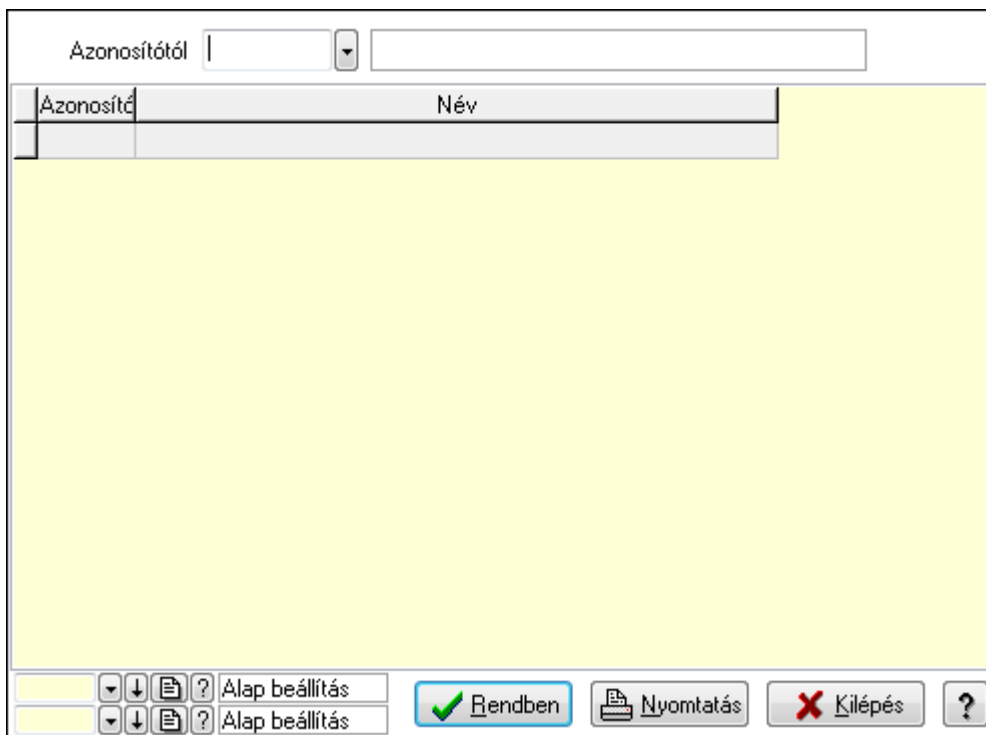 Azonosítótól
Azonosító Név
? Alap beállítás
? Alap beállítás
Rendben Nyomtatás Kilépés ?